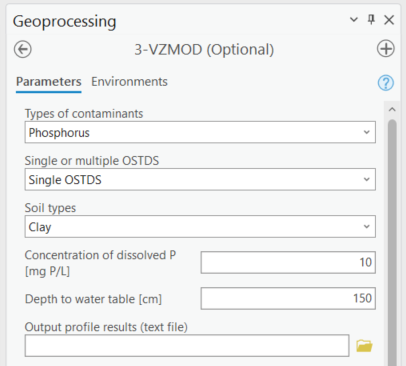 Geoprocessing
3-VZMOD (Optional)
Parameters Environments
Types of contaminants
Phosphorus
Single or multiple OSTDS
Single OSTDS
Soil types
Clay
Concentration of dissolved P
[mg P/L]
10
Depth to water table [cm]
150
Output profile results (text file)